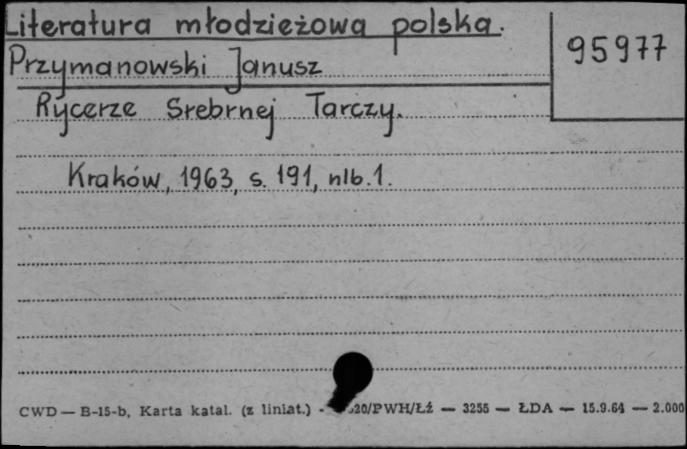 Literatura młodzieżowa polska.
95977
Przymanowski Janusz
Rycerze Srebrnej Tarczy.
Kraków, 1963, s. 191, nlb. 1.
CWD — B-15-b, Karta katal. (z liniat.) - 20/PWH/Łź — 3255 — ŁDA — 15.9.64 — 2.000